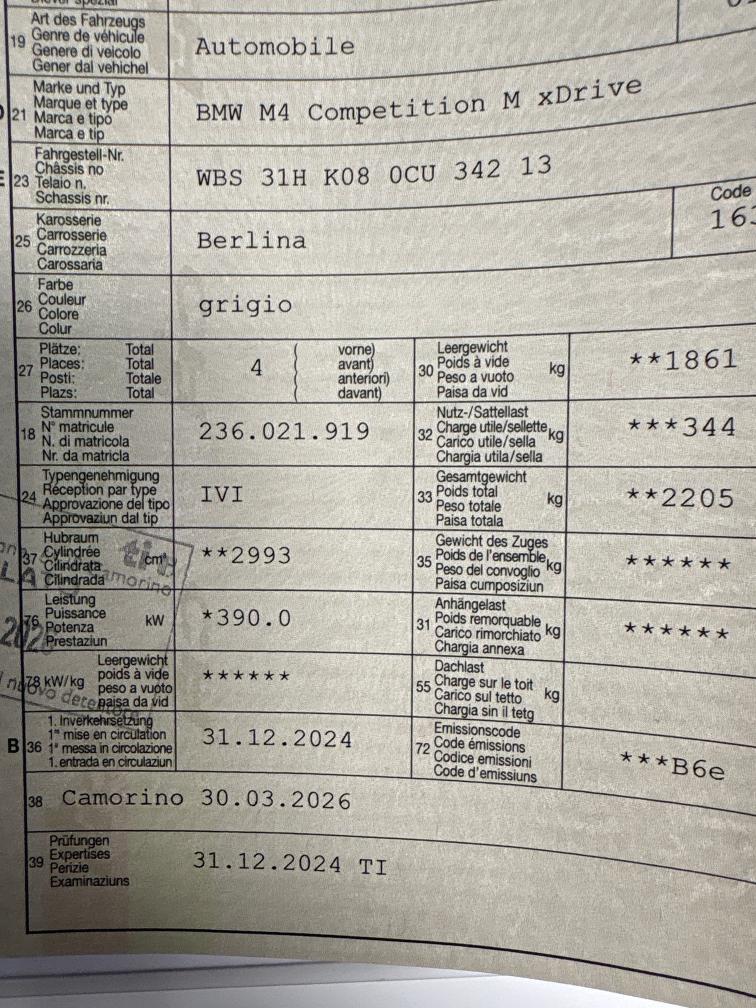 19 Art des Fahrzeugs
Genre de véhicule
Genere di veicolo
Gener dal vehichel
Automobile
21 Marke und Typ
Marque et type
Marca e tipo
Marca e tip
BMW M4 Competition M xDrive
E 23 Fahrgestell-Nr.
Châssis no
Telaio n.
Schassis nr.
WBS 31H K08 0CU 342 13
25 Karosserie
Carrosserie
Carrozzeria
Carossaria
Berlina
Code
163
26 Farbe
Couleur
Colore
Colur
grigio
27 Plätze: Total
Places: Total
Posti: Totale
Plazs: Total
4
vorne)
avant)
anteriori)
davant)
30 Leergewicht
Poids à vide
Peso a vuoto
Paisa da vid
kg
**1861
18 Stammnummer
N° matricule
N. di matricola
Nr. da matricla
236.021.919
32 Nutz-/Sattellast
Charge utile/sellette
Carico utile/sella
Chargia utila/sella
kg
***344
24 Typengenehmigung
Réception par type
Approvazione del tipo
Approvaziun dal tip
IVI
33 Gesamtgewicht
Poids total
Peso totale
Paisa totala
kg
**2205
37 Hubraum
Cylindrée
Cilindrata
Cilindrada
cm³
**2993
35 Gewicht des Zuges
Poids de l'ensemble
Peso del convoglio
Paisa cumposiziun
kg
******
76 Leistung
Puissance
Potenza
Prestaziun
kW
*390.0
31 Anhängelast
Poids remorquable
Carico rimorchiato
Chargia annexa
kg
******
78 kW/kg Leergewicht
poids à vide
peso a vuoto
paisa da vid
******
55 Dachlast
Charge sur le toit
Carico sul tetto
Chargia sin il tetg
kg
B 36 1. Inverkehrsetzung
1re mise en circulation
1a messa in circolazione
1. entrada en circulaziun
31.12.2024
72 Emissionscode
Code émissions
Codice emissioni
Code d'emissiuns
***B6e
38 Camorino 30.03.2026
39 Prüfungen
Expertises
Perizie
Examinaziuns
31.12.2024 TI
ti
amorino
nuovo detentore